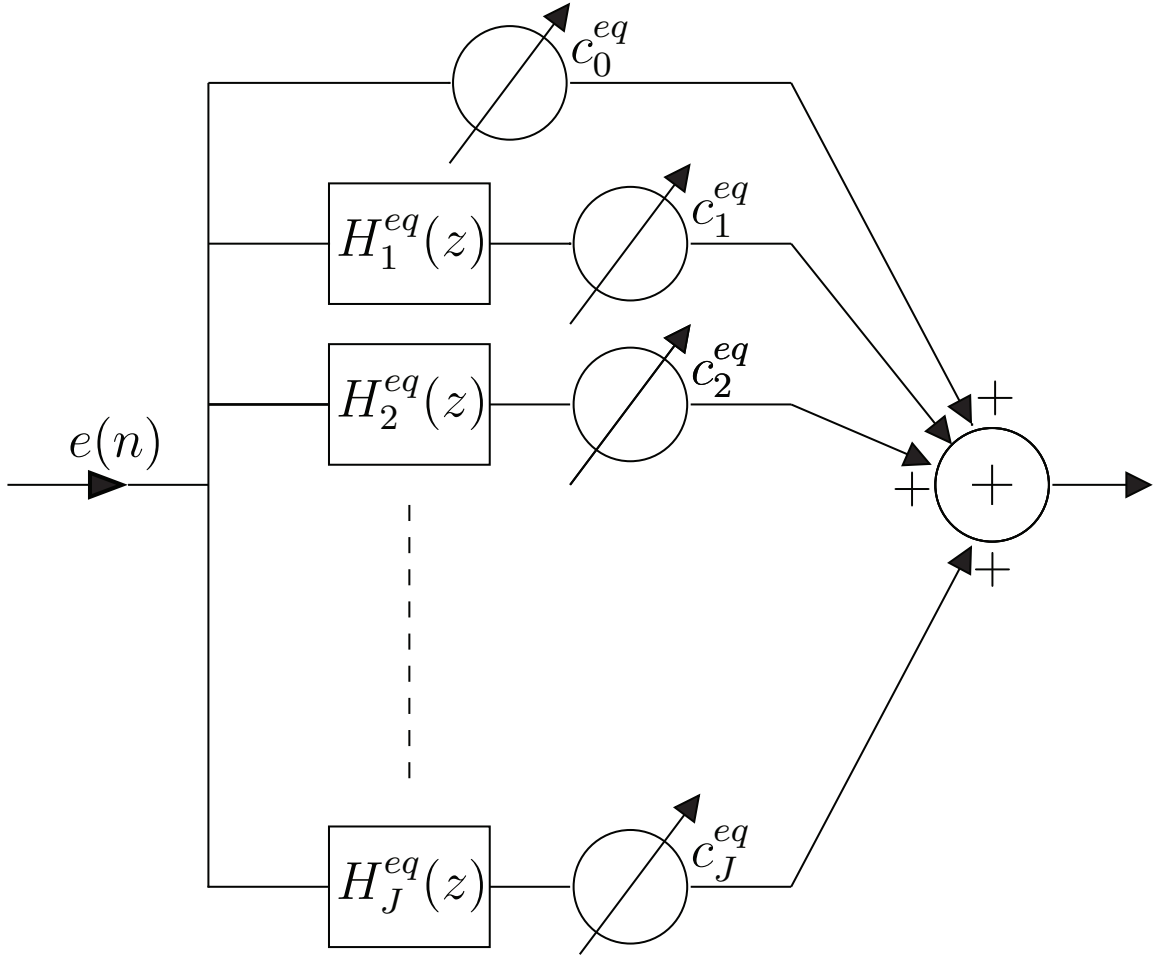 c_0^{eq}
H_1^{eq}(z)
c_1^{eq}
H_2^{eq}(z)
c_2^{eq}
e(n)
+
+
+
+
H_J^{eq}(z)
c_J^{eq}